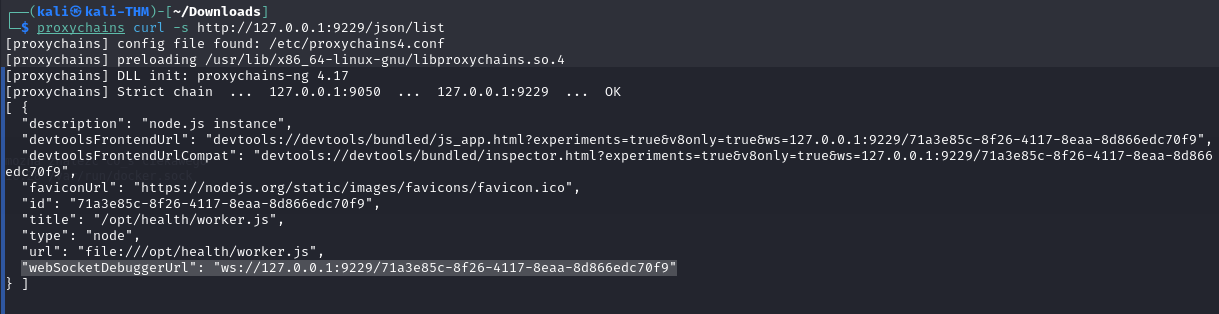 ┌──(kali㉿kali-THM)-[~/Downloads]
└─$ proxychains curl -s http://127.0.0.1:9229/json/list
[proxychains] config file found: /etc/proxychains4.conf
[proxychains] preloading /usr/lib/x86_64-linux-gnu/libproxychains.so.4
[proxychains] DLL init: proxychains-ng 4.17
[proxychains] Strict chain  ...  127.0.0.1:9050  ...  127.0.0.1:9229  ...  OK
[ {
  "description": "node.js instance",
  "devtoolsFrontendUrl": "devtools://devtools/bundled/js_app.html?experiments=true&v8only=true&ws=127.0.0.1:9229/71a3e85c-8f26-4117-8eaa-8d866edc70f9",
  "devtoolsFrontendUrlCompat": "devtools://devtools/bundled/inspector.html?experiments=true&v8only=true&ws=127.0.0.1:9229/71a3e85c-8f26-4117-8eaa-8d866
edc70f9",
  "faviconUrl": "https://nodejs.org/static/images/favicons/favicon.ico",
  "id": "71a3e85c-8f26-4117-8eaa-8d866edc70f9",
  "title": "/opt/health/worker.js",
  "type": "node",
  "url": "file:///opt/health/worker.js",
  "webSocketDebuggerUrl": "ws://127.0.0.1:9229/71a3e85c-8f26-4117-8eaa-8d866edc70f9"
} ]